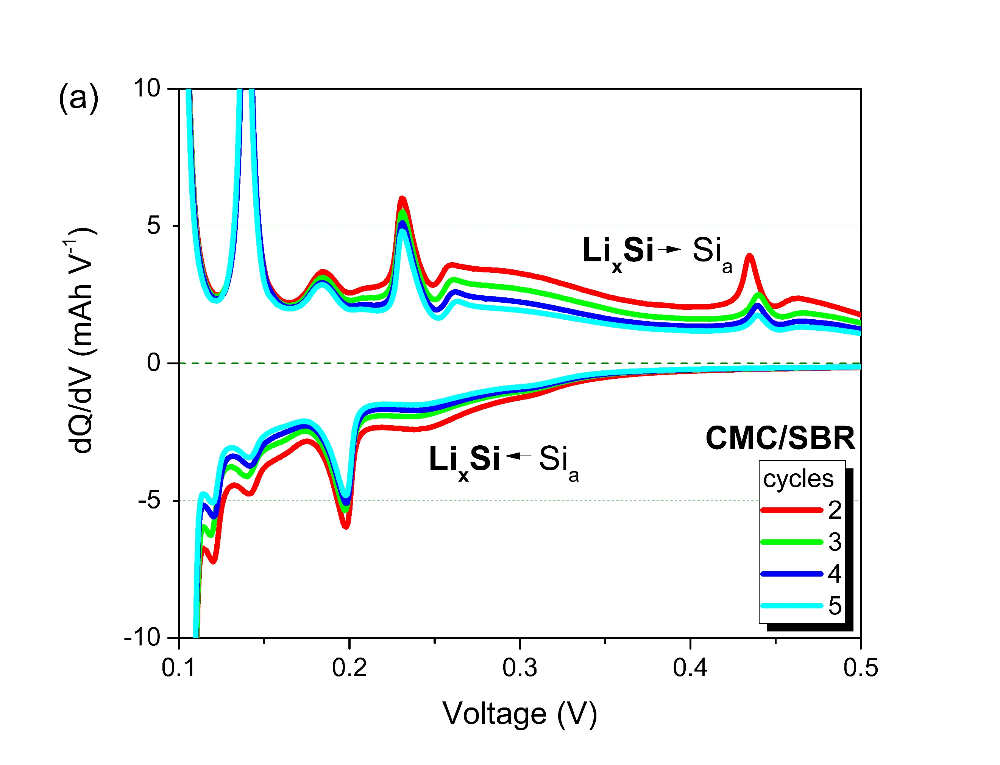 (a)
10
5
0
-5
-10
dQ/dV (mAh V-1)
LixSi → Sia
LixSi ← Sia
CMC/SBR
cycles
2
3
4
5
0.1 0.2 0.3 0.4 0.5
Voltage (V)